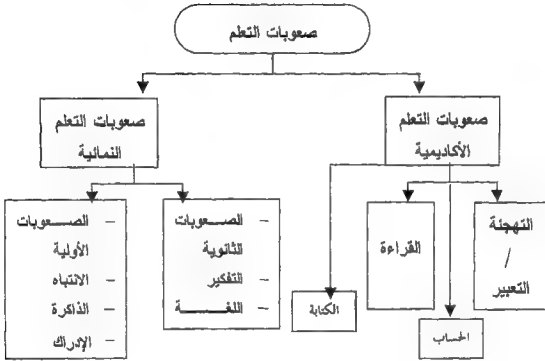 صعوبات التعلم
صعوبات التعلم
الأكاديمية
صعوبات التعلم
النمائية
التهجئة
/
التعبير
القراءة
الحساب
الكتابة
– الصعوبات
الثانوية
– التفكير
– اللغة
– الصعوبات
الأولية
– الانتباه
– الذاكرة
– الإدراك